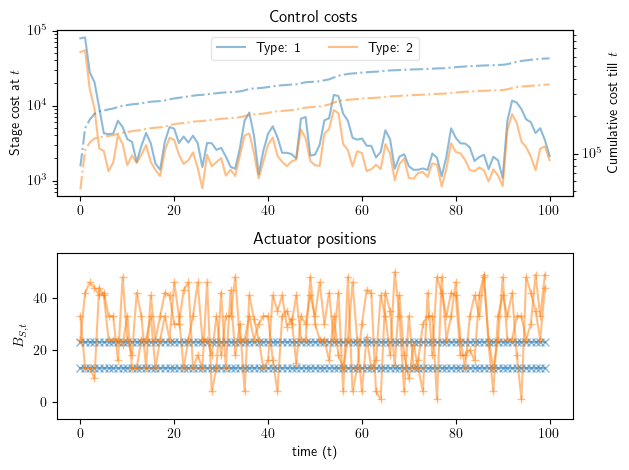 Control costs
Type: 1
Type: 2
Stage cost at t
10^5
10^4
10^3
Cumulative cost till t
10^5
0 20 40 60 80 100
Actuator positions
B_{S,t}
40
20
0
0 20 40 60 80 100
time (t)